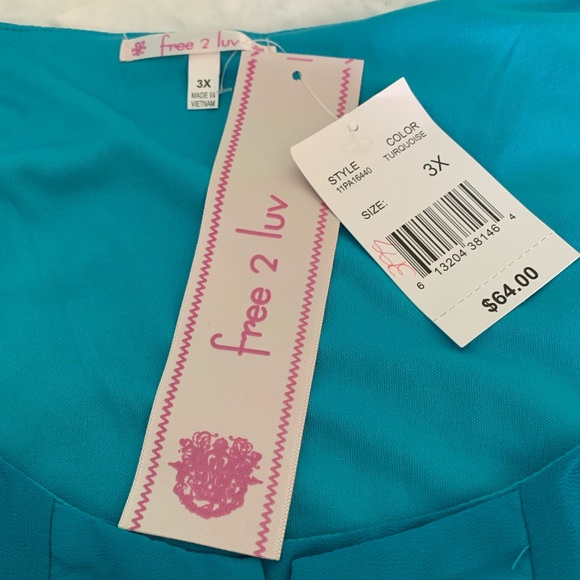 free 2 luv
3X
MADE IN
VIETNAM
free 2 luv
STYLE
11PA16440
COLOR
TURQUOISE
SIZE:
3X
6 13204 38146 4
$64.00